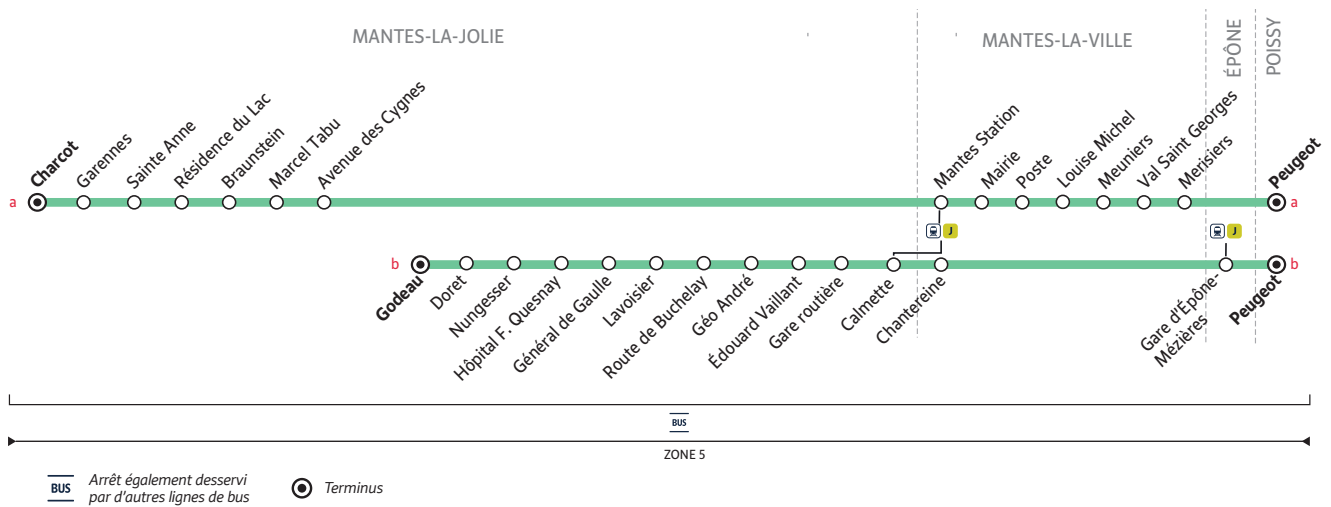 MANTES-LA-JOLIE
MANTES-LA-VILLE
ÉPÔNE
POISSY
a
Charcot
Garennes
Sainte Anne
Résidence du Lac
Braunstein
Marcel Tabu
Avenue des Cygnes
Mantes Station
Mairie
Poste
Louise Michel
Meuniers
Val Saint Georges
Merisiers
Peugeot
a
J
J
b
Godeau
Doret
Nungesser
Hôpital F. Quesnay
Général de Gaulle
Lavoisier
Route de Buchelay
Géo André
Édouard Vaillant
Gare routière
Calmette
Chantereine
Gare d'Épône-
Mézières
Peugeot
b
BUS
ZONE 5
BUS
Arrêt également desservi
par d'autres lignes de bus
Terminus